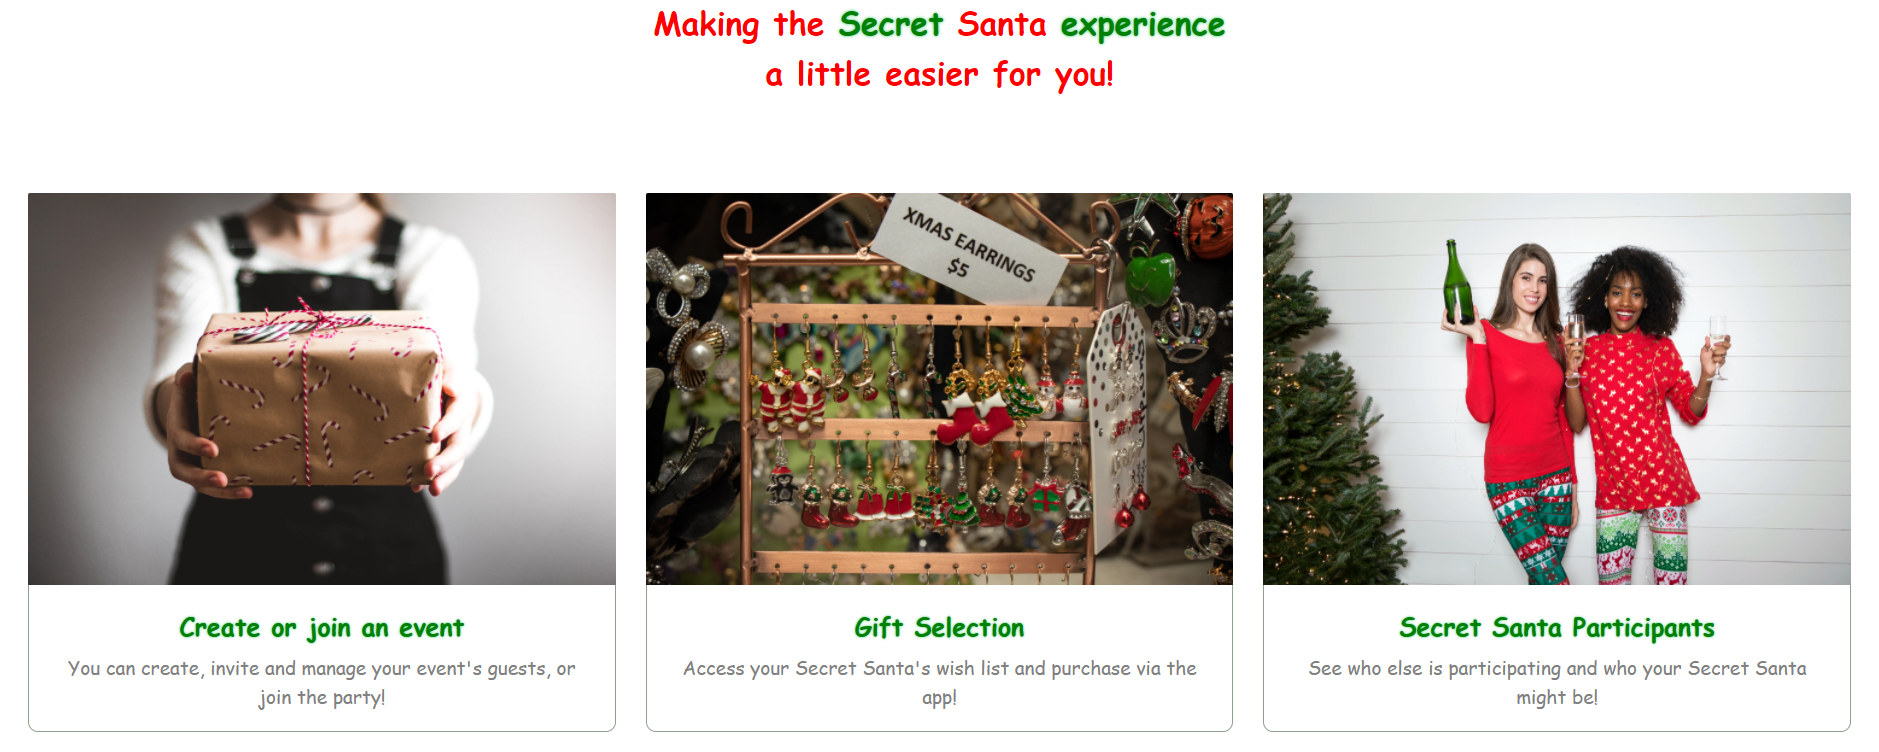 Making the Secret Santa experience
a little easier for you!
XMAS EARRINGS
$5
Create or join an event
You can create, invite and manage your event's guests, or
join the party!
Gift Selection
Access your Secret Santa's wish list and purchase via the
app!
Secret Santa Participants
See who else is participating and who your Secret Santa
might be!